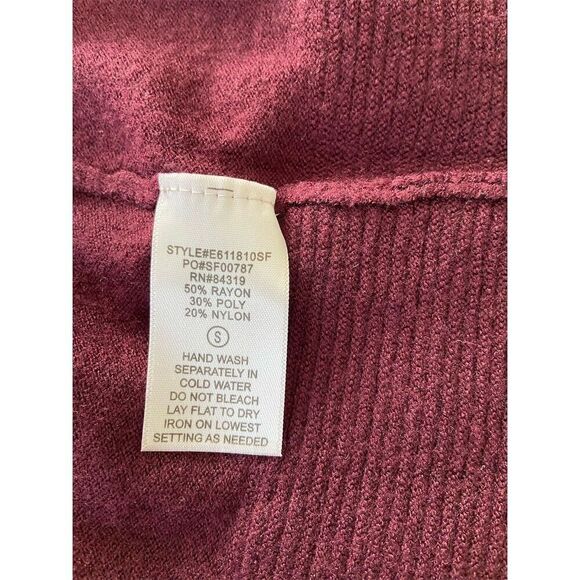 STYLE#E611810SF
PO#SF00787
RN#84319
50% RAYON
30% POLY
20% NYLON
S
HAND WASH
SEPARATELY IN
COLD WATER
DO NOT BLEACH
LAY FLAT TO DRY
IRON ON LOWEST
SETTING AS NEEDED